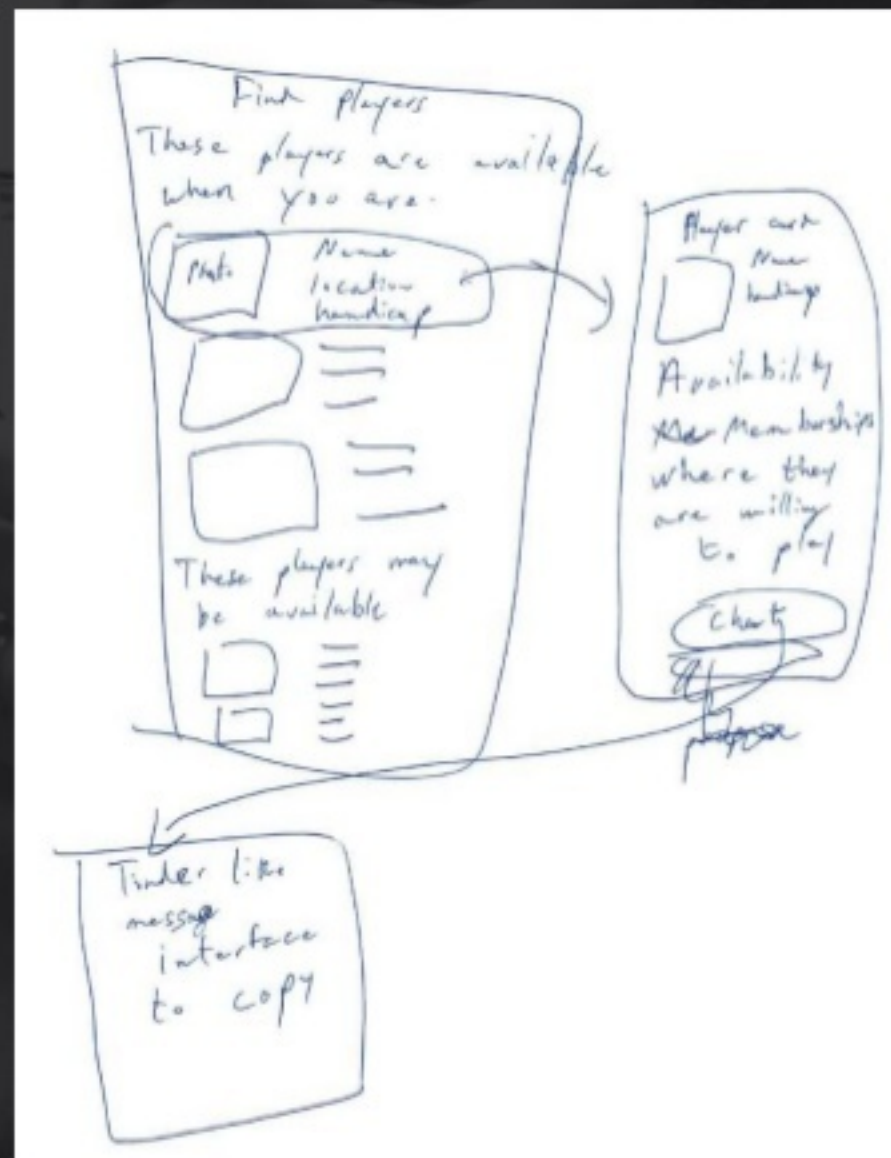 Find players
These players are available
when you are.
Photo
Name
location
handicap
These players may
be available
Player card
Name
handicap
Availability
Memberships
where they
are willing
to play
Chat
Tinder like
message
interface
to copy